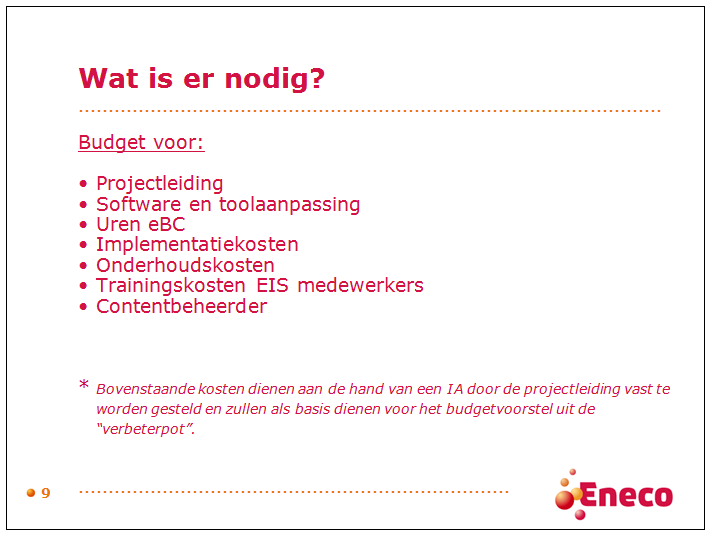 Wat is er nodig?
Budget voor:
• Projectleiding
• Software en toolaanpassing
• Uren eBC
• Implementatiekosten
• Onderhoudskosten
• Trainingskosten EIS medewerkers
• Contentbeheerder
* Bovenstaande kosten dienen aan de hand van een IA door de projectleiding vast te
worden gesteld en zullen als basis dienen voor het budgetvoorstel uit de
“verbeterpot”.
9
Eneco